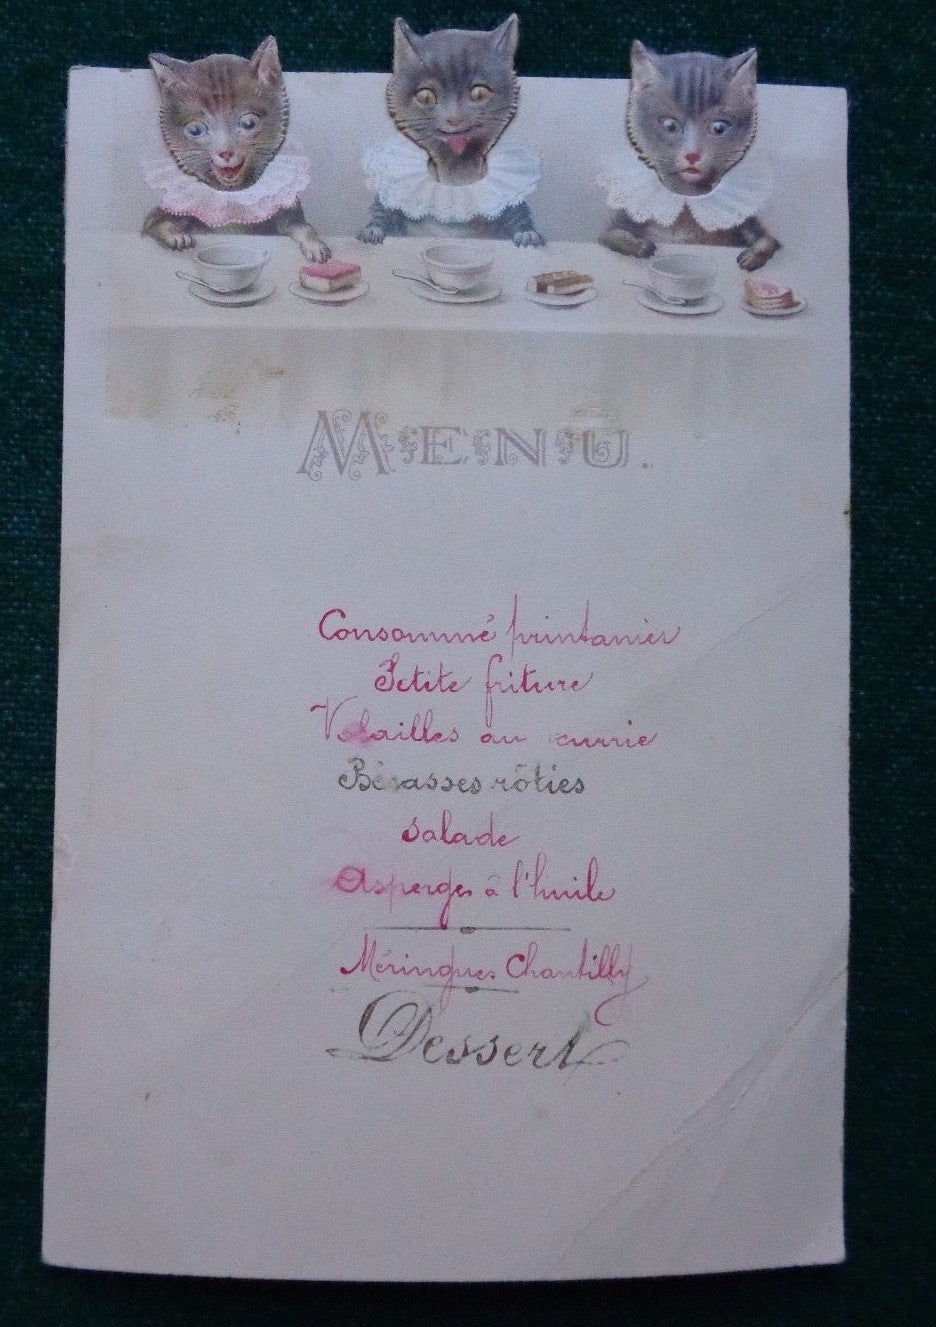 MENU.
Consommé printanier
Petite friture
Volailles au currie
Bécasses rôties
Salade
Asperges à l'huile
Méringues Chantilly
Dessert